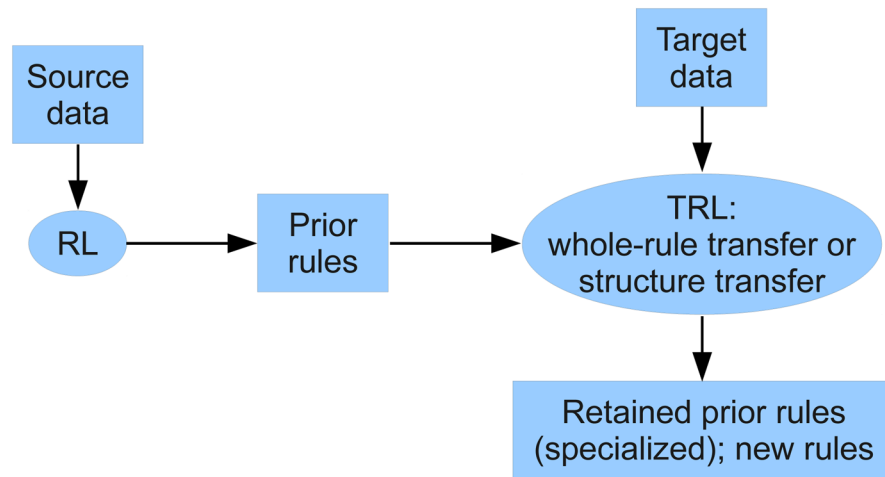 Source
data
Target
data
RL
Prior
rules
TRL:
whole-rule transfer or
structure transfer
Retained prior rules
(specialized); new rules